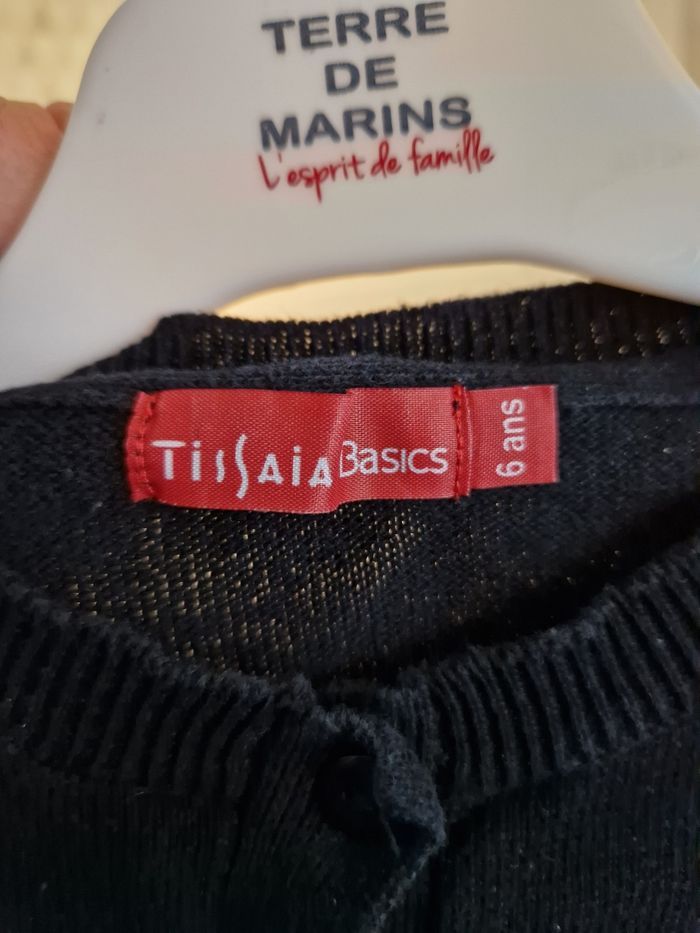 TERRE
DE
MARINS
L'esprit de famille
TISSAIA BASICS
6 ans